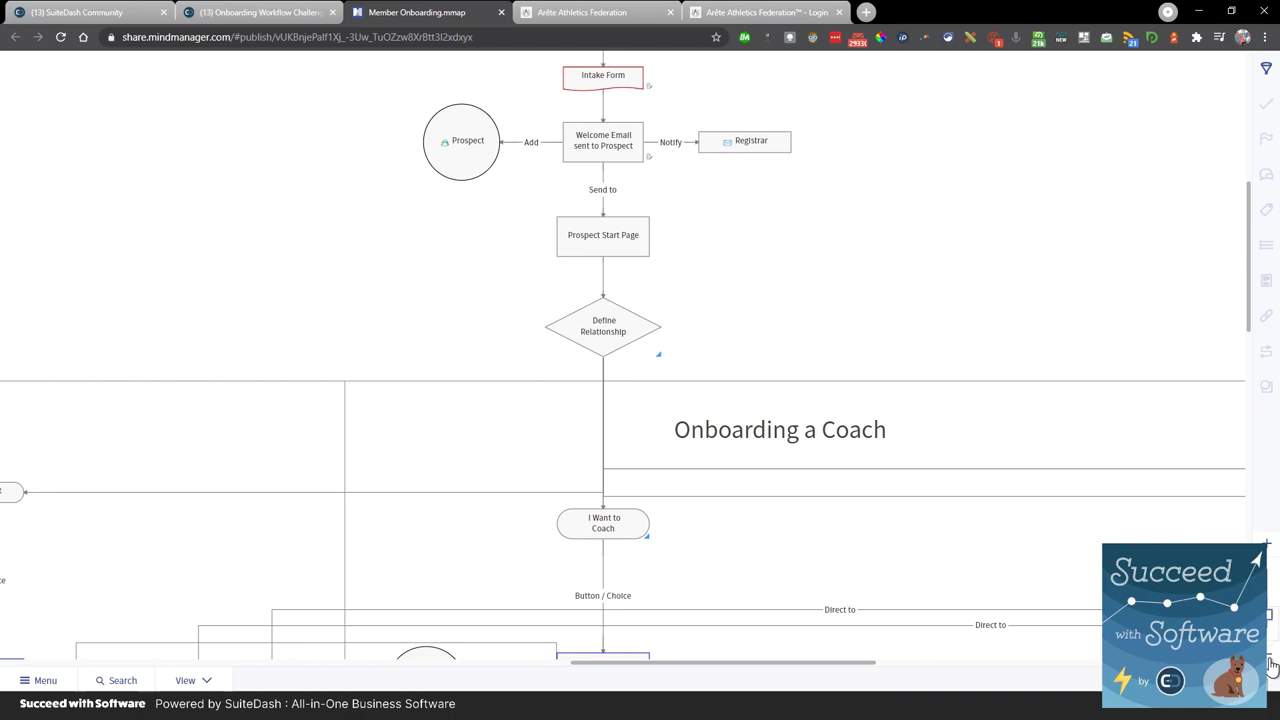 (13) SuiteDash Community
(13) Onboarding Workflow Challeng
Member Onboarding.mmap
Arête Athletics Federation
Arête Athletics Federation™ - Login
share.mindmanager.com/#publish/vUK8njePaIf1Xj_-3Uw_TuOZzw8XrBtt3l2xdxyx
Intake Form
Prospect
Add
Welcome Email
sent to Prospect
Notify
Registrar
Send to
Prospect Start Page
Define
Relationship
Onboarding a Coach
I Want to
Coach
Button / Choice
Direct to
Direct to
Succeed
with Software
by
Menu
Search
View
Succeed with Software
Powered by SuiteDash : All-in-One Business Software